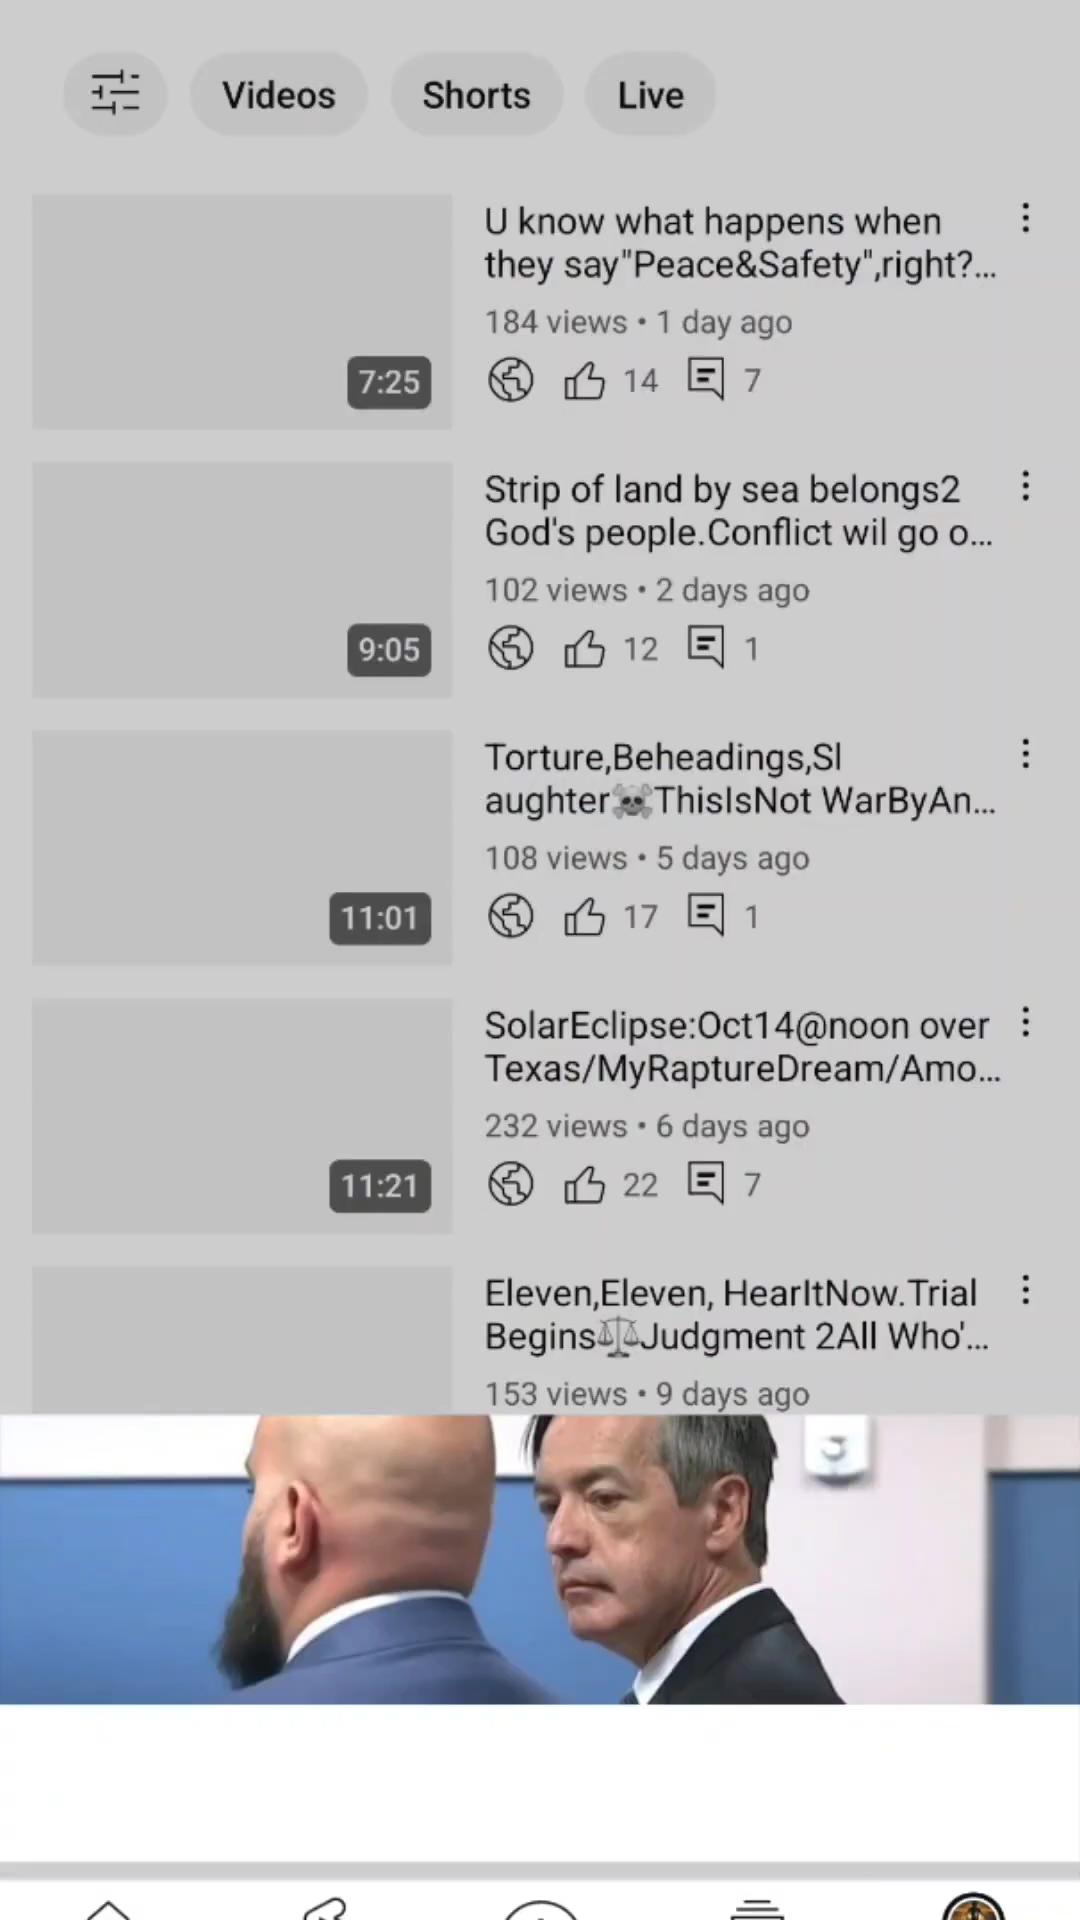 Videos
Shorts
Live
U know what happens when
they say"Peace&Safety",right?...
184 views • 1 day ago
7:25
14
7
Strip of land by sea belongs2
God's people.Conflict wil go o...
102 views • 2 days ago
9:05
12
1
Torture,Beheadings,Sl
aughter☠️ThisIsNot WarByAn...
108 views • 5 days ago
11:01
17
1
SolarEclipse:Oct14@noon over
Texas/MyRaptureDream/Amo...
232 views • 6 days ago
11:21
22
7
Eleven,Eleven, HearItNow.Trial
Begins⚖️Judgment 2All Who'...
153 views • 9 days ago